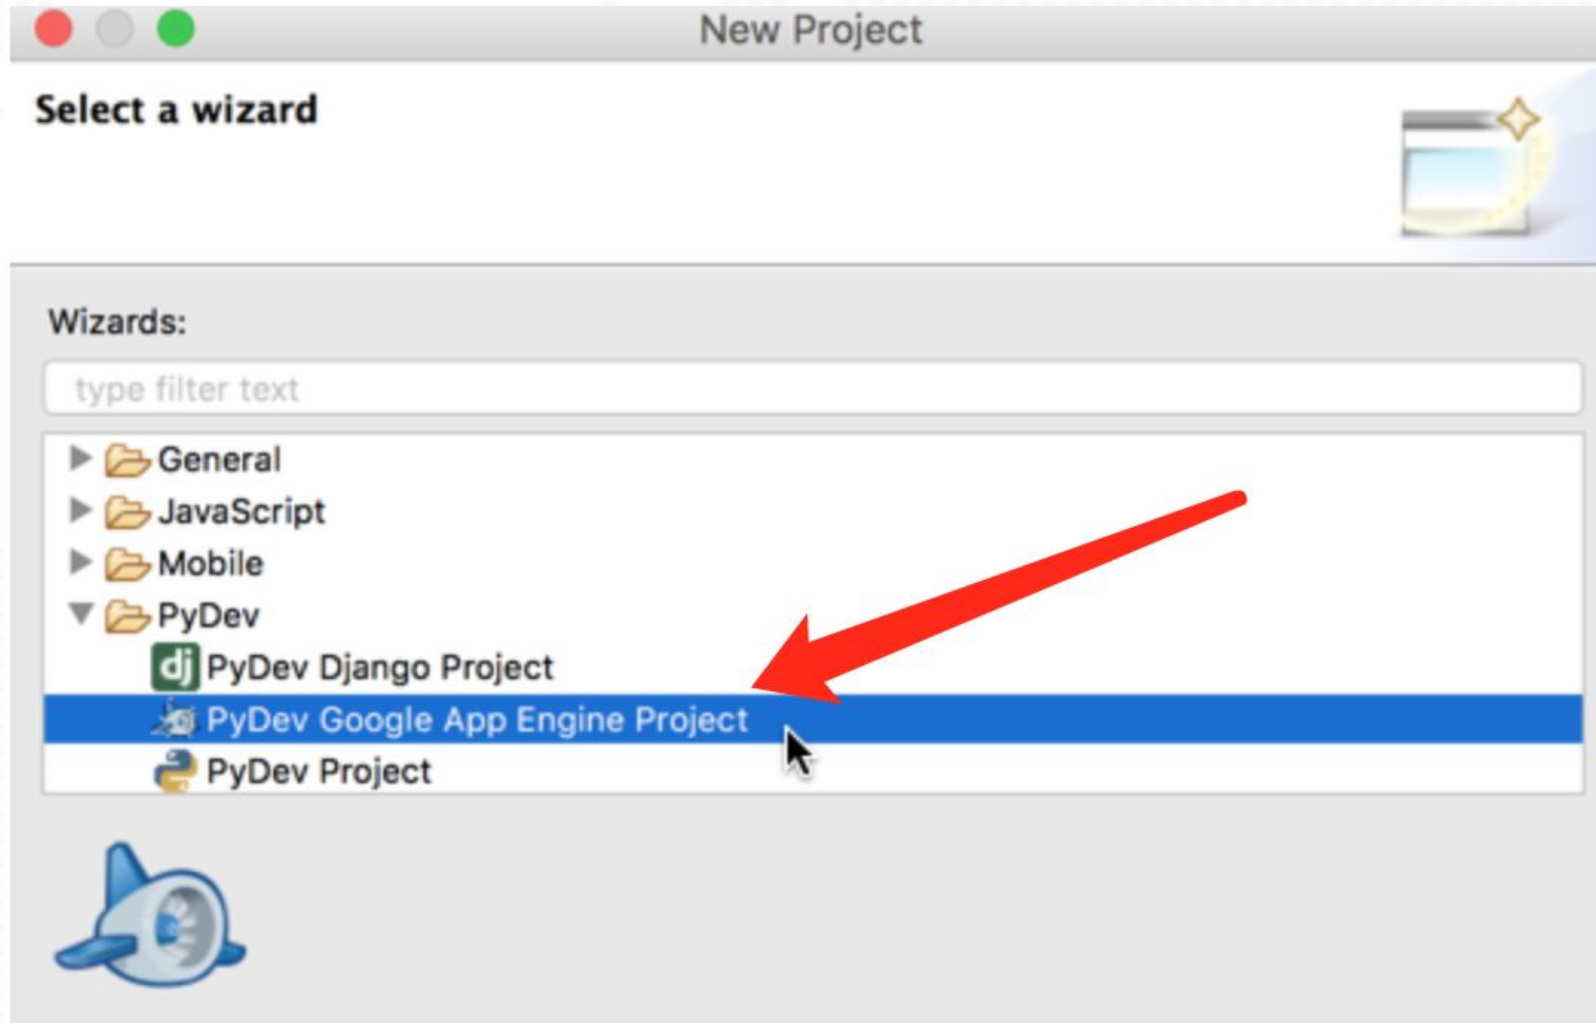 New Project
Select a wizard
Wizards:
type filter text
General
JavaScript
Mobile
PyDev
dj PyDev Django Project
PyDev Google App Engine Project
PyDev Project